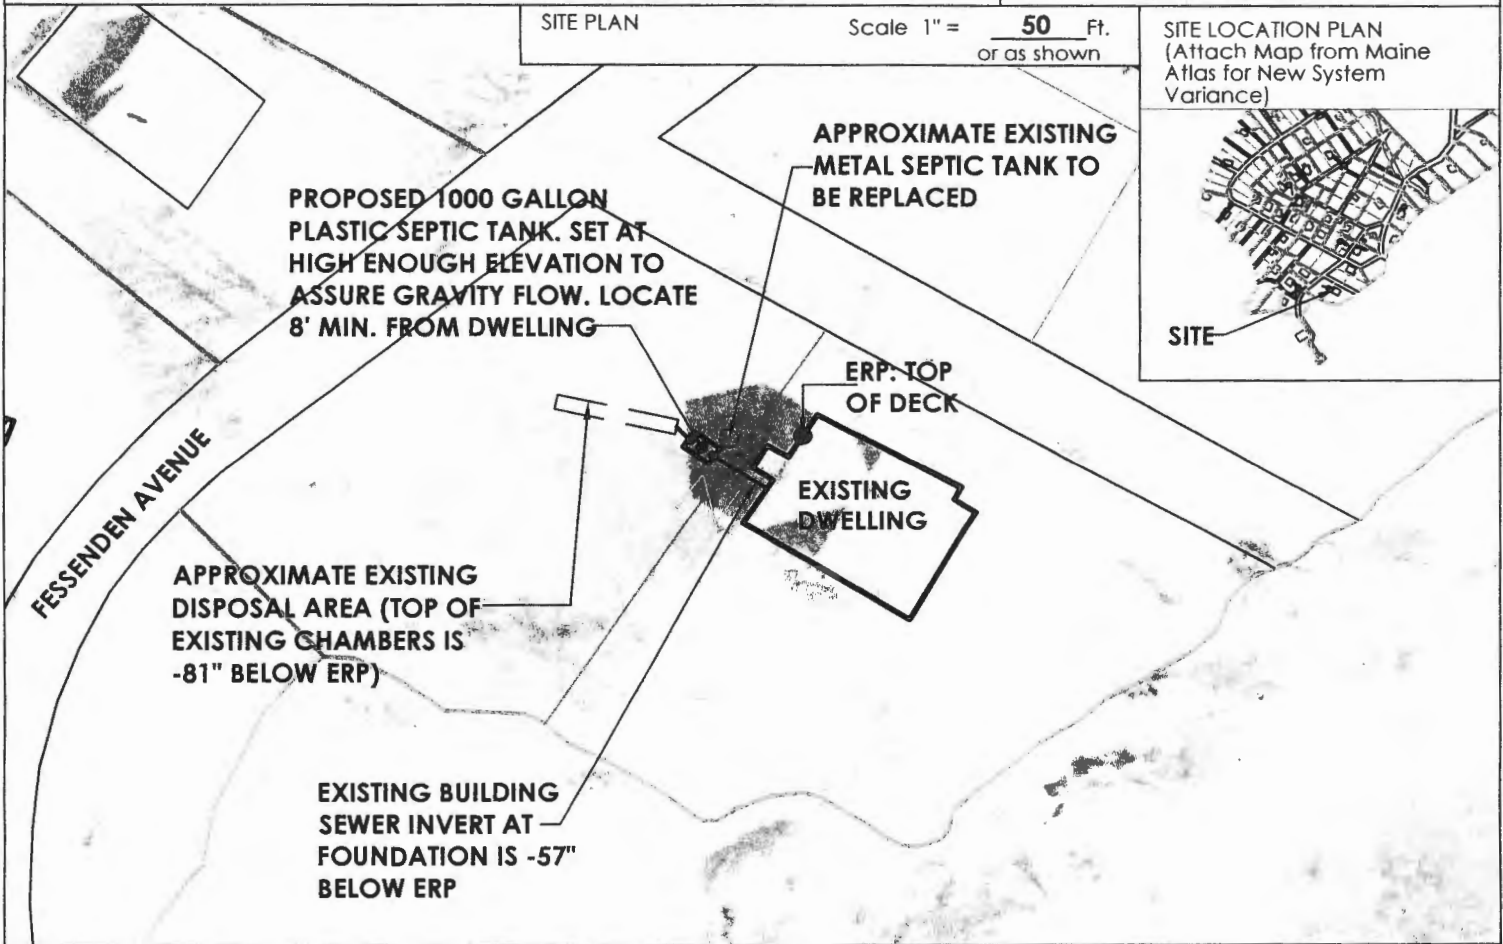 SITE PLAN
Scale 1" = 50 Ft.
or as shown
SITE LOCATION PLAN
(Attach Map from Maine
Atlas for New System
Variance)
SITE
APPROXIMATE EXISTING
METAL SEPTIC TANK TO
BE REPLACED
PROPOSED 1000 GALLON
PLASTIC SEPTIC TANK. SET AT
HIGH ENOUGH ELEVATION TO
ASSURE GRAVITY FLOW. LOCATE
8' MIN. FROM DWELLING
ERP: TOP
OF DECK
EXISTING
DWELLING
FESSENDEN AVENUE
APPROXIMATE EXISTING
DISPOSAL AREA (TOP OF
EXISTING CHAMBERS IS
-81" BELOW ERP)
EXISTING BUILDING
SEWER INVERT AT
FOUNDATION IS -57"
BELOW ERP